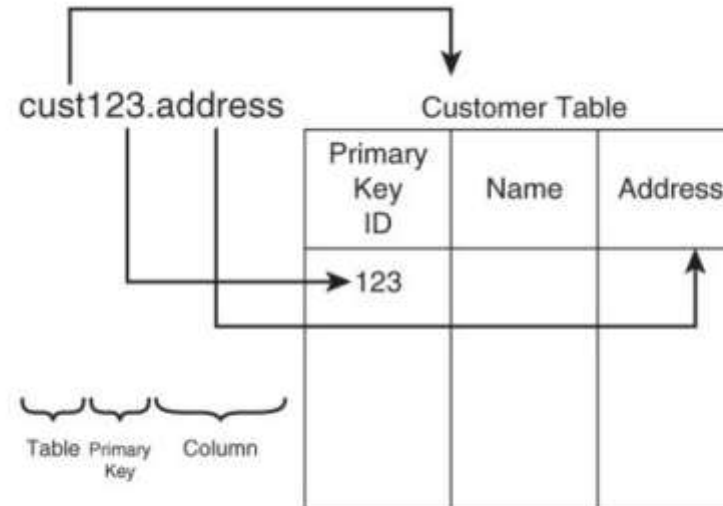 cust123.address
Customer Table
Primary
Key
ID
Name
Address
123
Table
Primary
Key
Column